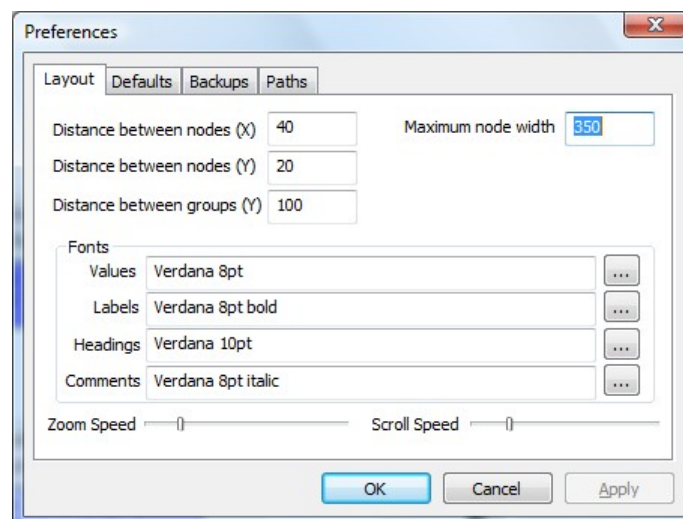 Preferences
Layout Defaults Backups Paths
Distance between nodes (X) 40 Maximum node width 350
Distance between nodes (Y) 20
Distance between groups (Y) 100
Fonts
Values Verdana 8pt ...
Labels Verdana 8pt bold ...
Headings Verdana 10pt ...
Comments Verdana 8pt italic ...
Zoom Speed Scroll Speed
OK Cancel Apply